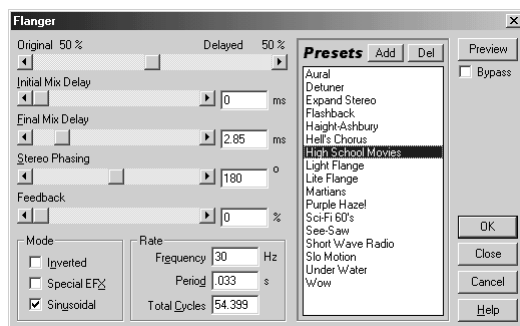 Flanger
Original 50 % Delayed 50 %
Initial Mix Delay
0 ms
Final Mix Delay
2.85 ms
Stereo Phasing
180 °
Feedback
0 %
Mode
Inverted
Special EFX
Sinusoidal
Rate
Frequency 30 Hz
Period .033 s
Total Cycles 54.399
Presets Add Del
Aural
Detuner
Expand Stereo
Flashback
Haight-Ashbury
Hell's Chorus
High School Movies
Light Flange
Lite Flange
Martians
Purple Haze!
Sci-Fi 60's
See-Saw
Short Wave Radio
Slo Motion
Under Water
Wow
Preview
Bypass
OK
Close
Cancel
Help